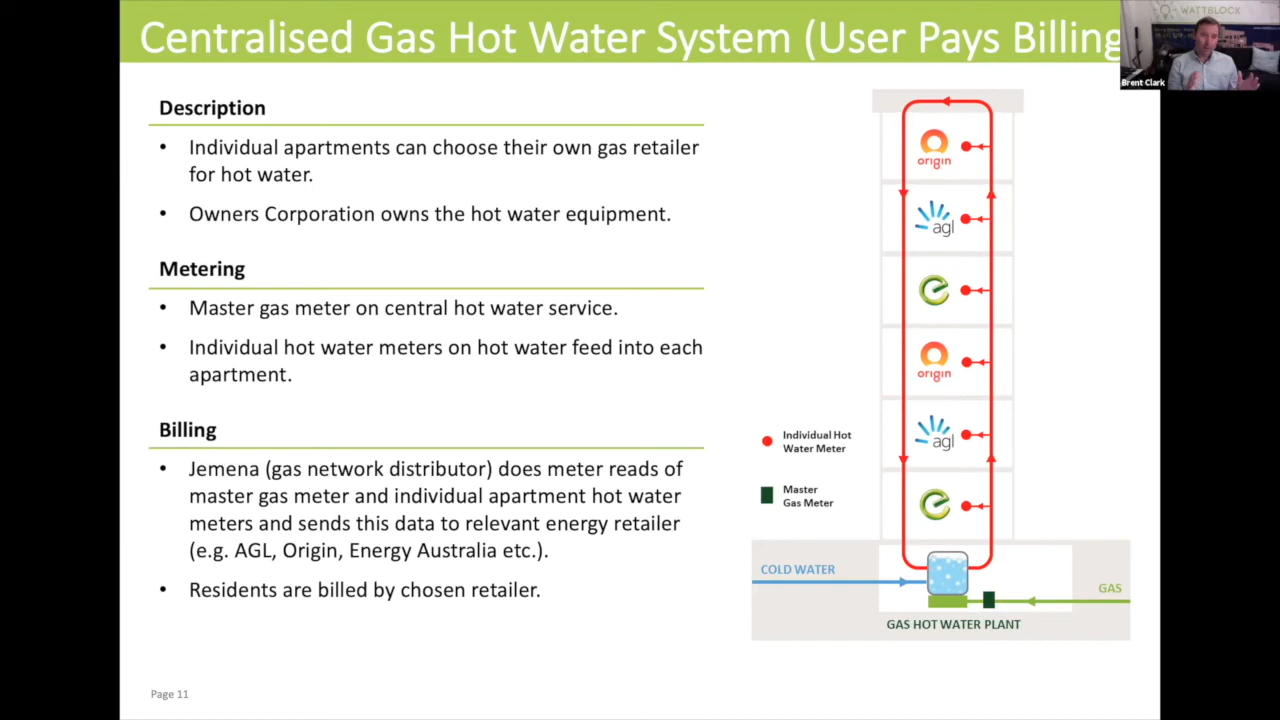 Centralised Gas Hot Water System (User Pays Billing
WATTBLOCK
Brent Clark
Description
• Individual apartments can choose their own gas retailer
for hot water.
• Owners Corporation owns the hot water equipment.
Metering
• Master gas meter on central hot water service.
• Individual hot water meters on hot water feed into each
apartment.
Billing
• Jemena (gas network distributor) does meter reads of
master gas meter and individual apartment hot water
meters and sends this data to relevant energy retailer
(e.g. AGL, Origin, Energy Australia etc.).
• Residents are billed by chosen retailer.
origin
agl
origin
agl
Individual Hot
Water Meter
Master
Gas Meter
COLD WATER
GAS
GAS HOT WATER PLANT
Page 11